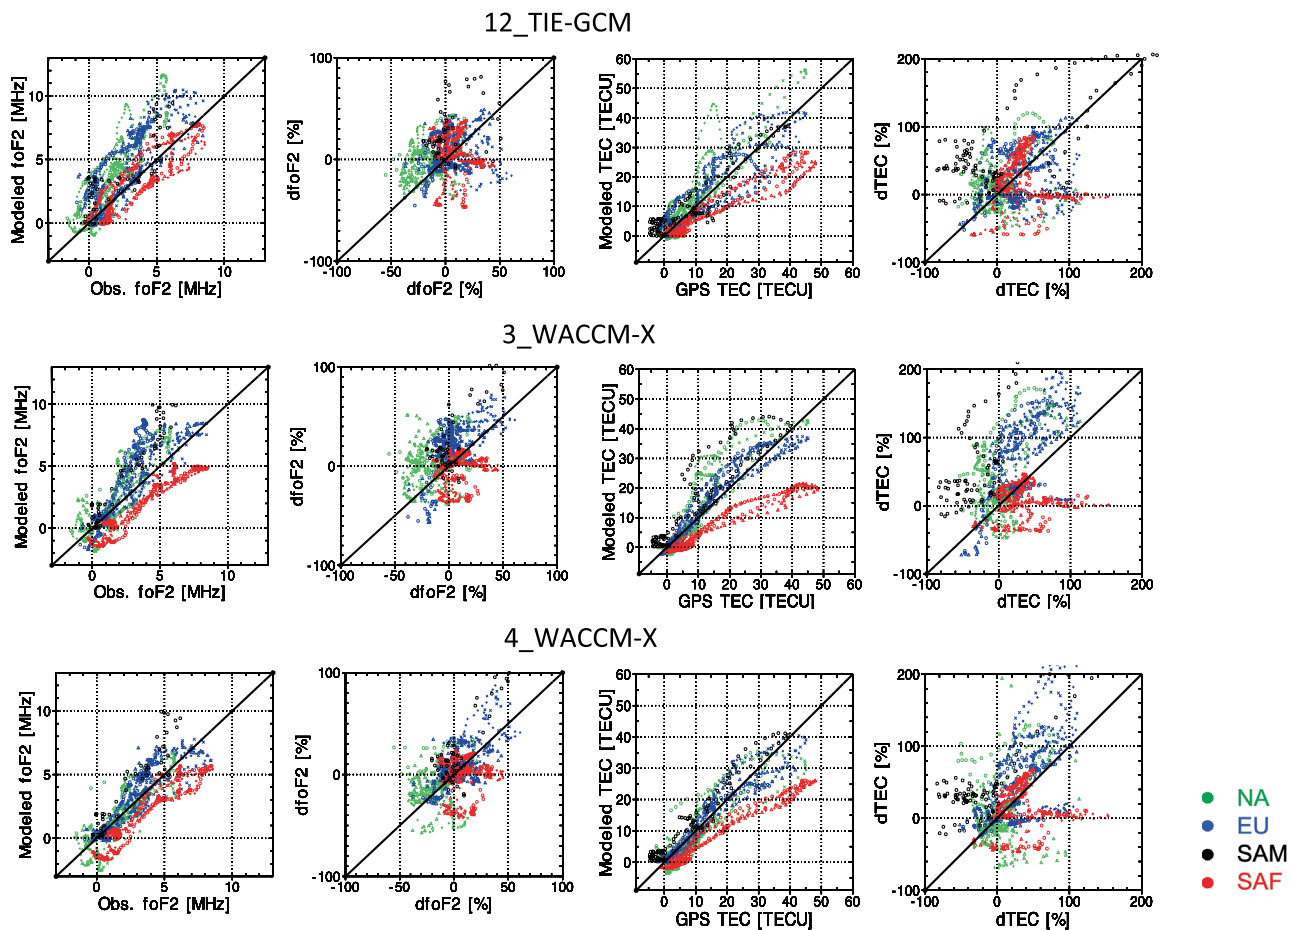 12_TIE-GCM
Modeled foF2 [MHz]
10
5
0
0 5 10
Obs. foF2 [MHz]
dfoF2 [%]
100
0
-100
-100 -50 0 50 100
dfoF2 [%]
Modeled TEC [TECU]
60
50
40
30
20
10
0
0 10 20 30 40 50 60
GPS TEC [TECU]
dTEC [%]
200
100
0
-100
-100 0 100 200
dTEC [%]
3_WACCM-X
Modeled foF2 [MHz]
10
5
0
0 5 10
Obs. foF2 [MHz]
dfoF2 [%]
100
0
-100
-100 -50 0 50 100
dfoF2 [%]
Modeled TEC [TECU]
60
50
40
30
20
10
0
0 10 20 30 40 50 60
GPS TEC [TECU]
dTEC [%]
200
100
0
-100
-100 0 100 200
dTEC [%]
4_WACCM-X
Modeled foF2 [MHz]
10
5
0
0 5 10
Obs. foF2 [MHz]
dfoF2 [%]
100
0
-100
-100 -50 0 50 100
dfoF2 [%]
Modeled TEC [TECU]
60
50
40
30
20
10
0
0 10 20 30 40 50 60
GPS TEC [TECU]
dTEC [%]
200
100
0
-100
-100 0 100 200
dTEC [%]
NA
EU
SAM
SAF